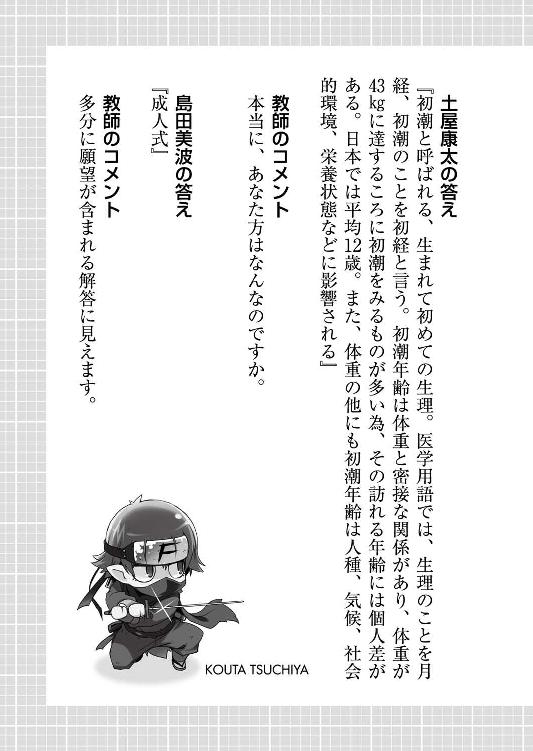 土屋康太の答え
『初潮と呼ばれる、生まれて初めての生理。医学用語では、生理のことを月
経、初潮のことを初経と言う。初潮年齢は体重と密接な関係があり、体重が
43㎏に達するころに初潮をみるものが多い為、その訪れる年齢には個人差が
ある。日本では平均12歳。また、体重の他にも初潮年齢は人種、気候、社会
的環境、栄養状態などに影響される』
教師のコメント
本当に、あなた方はなんなのですか。
島田美波の答え
『成人式』
教師のコメント
多分に願望が含まれる解答に見えます。
KOUTA TSUCHIYA